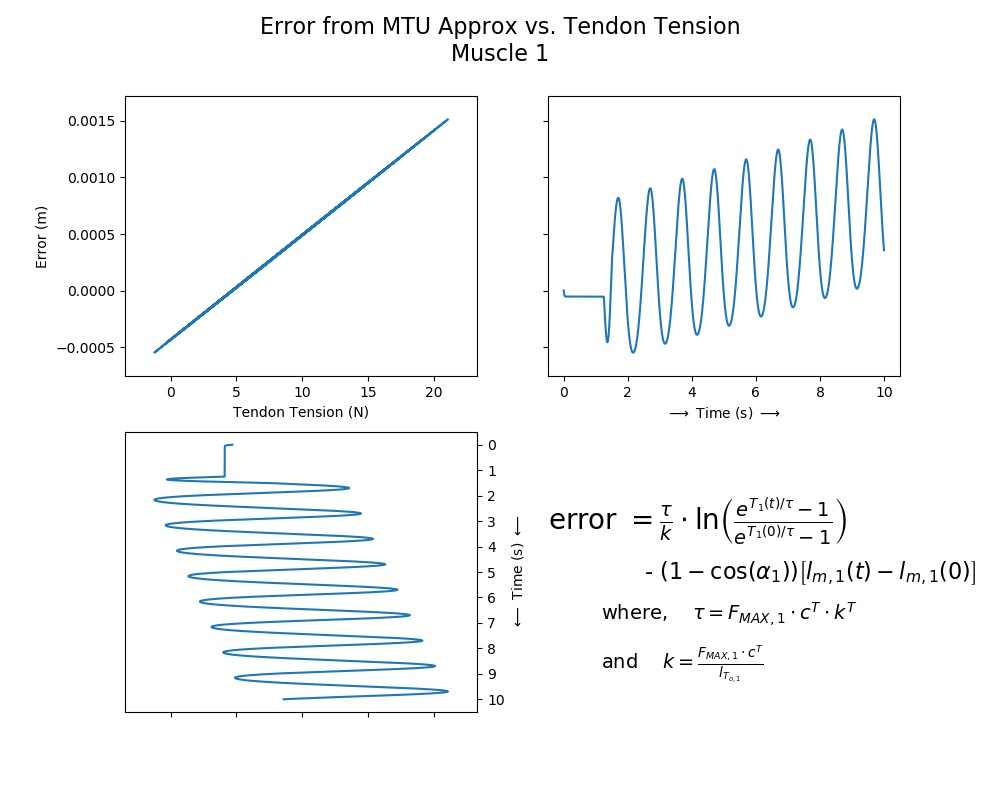 Error from MTU Approx vs. Tendon Tension
Muscle 1
0.0015
0.0010
0.0005
0.0000
−0.0005
Error (m)
0 5 10 15 20
Tendon Tension (N)
0 2 4 6 8 10
⟶ Time (s) ⟶
0
1
2
3
4
5
6
7
8
9
10
⟵ Time (s) ⟵
error = τ/k · ln((e^{T_1(t)/τ} − 1)/(e^{T_1(0)/τ} − 1))
- (1 − cos(α_1))[l_{m,1}(t) − l_{m,1}(0)]
where, τ = F_{MAX,1} · c^T · k^T
and k = F_{MAX,1} · c^T / l_{T_{o,1}}